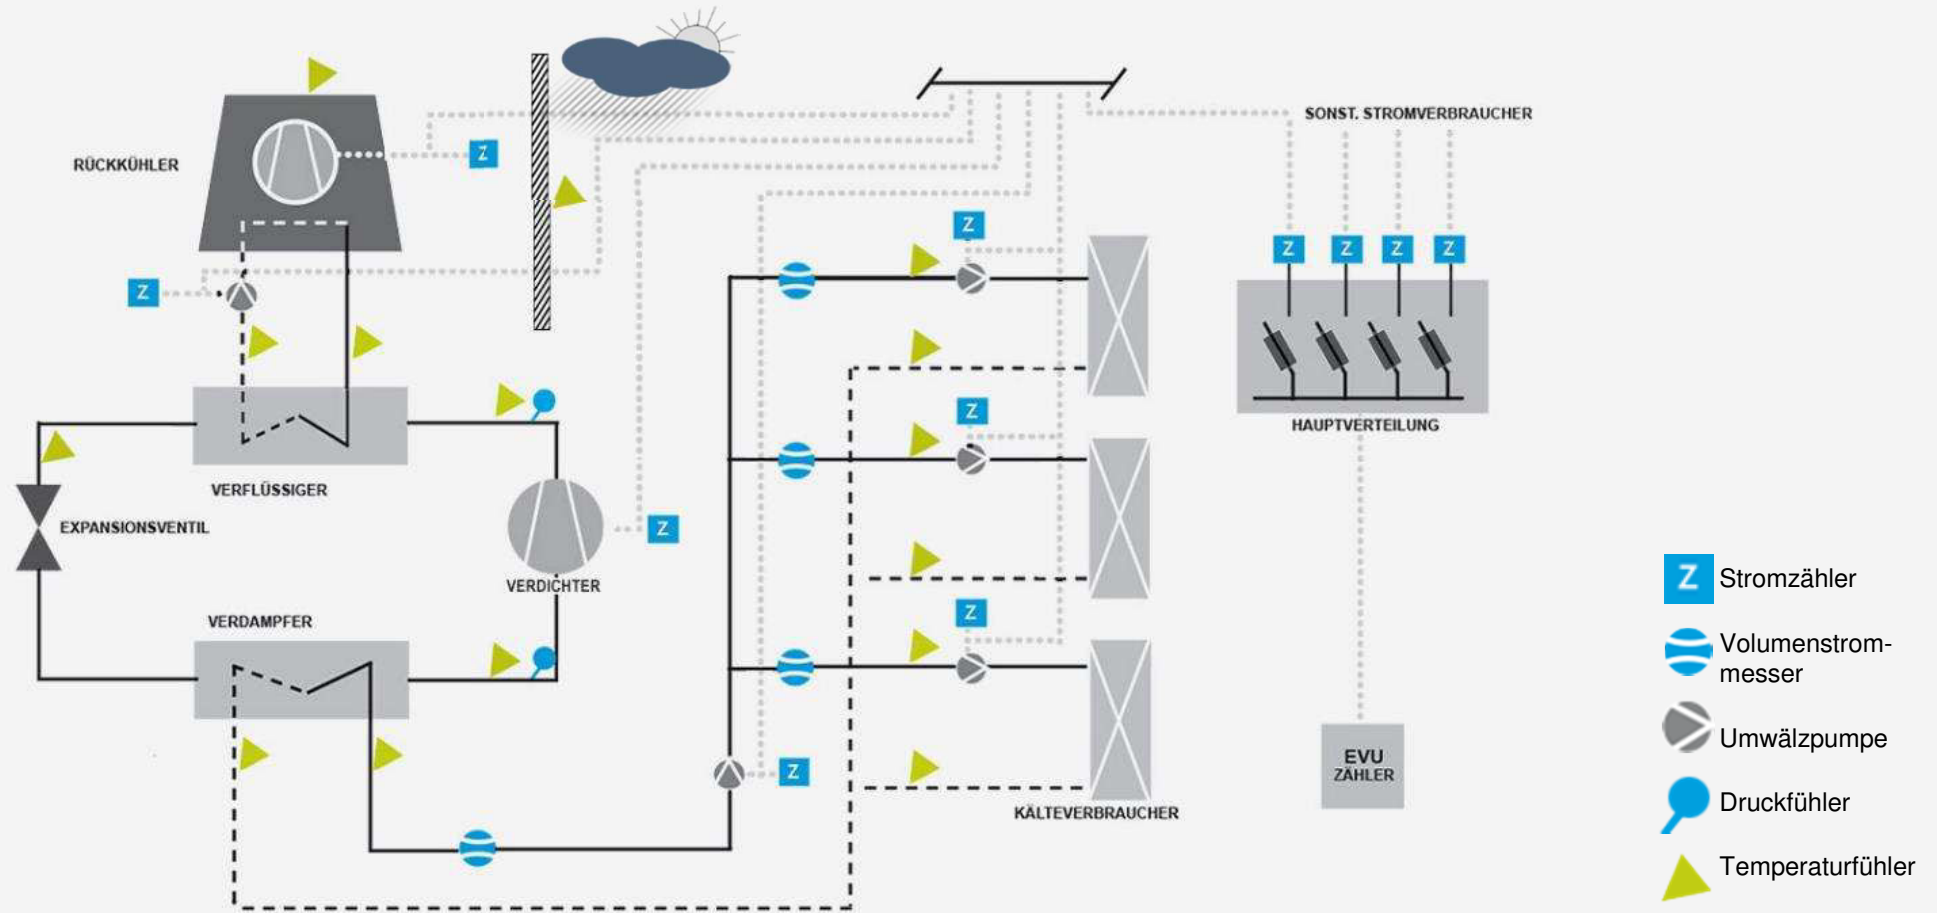 SONST. STROMVERBRAUCHER
Z
RÜCKKÜHLER
Z
Z Z Z Z
Z
Z
HAUPTVERTEILUNG
VERFLÜSSIGER
EXPANSIONSVENTIL
Z
Z
VERDICHTER
VERDAMPFER
Z
Z
EVU
ZÄHLER
KÄLTEVERBRAUCHER
Z Stromzähler
Volumenstrom-
messer
Umwälzpumpe
Druckfühler
Temperaturfühler